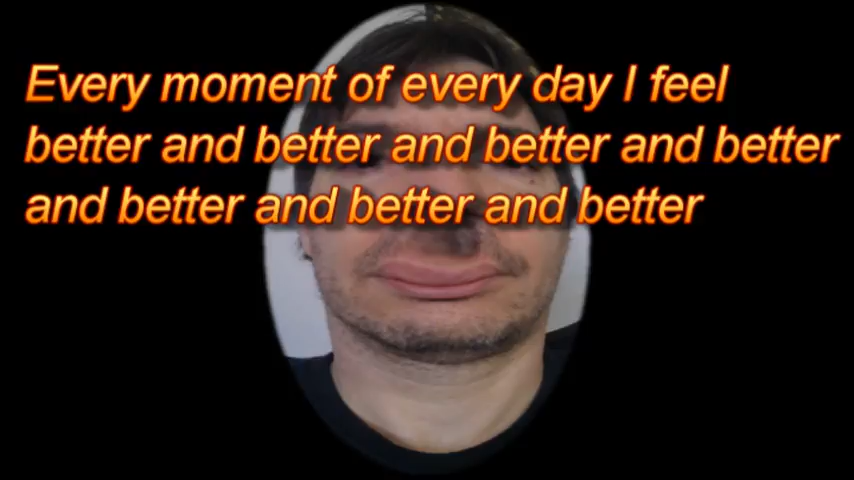 Every moment of every day I feel
better and better and better and better
and better and better and better